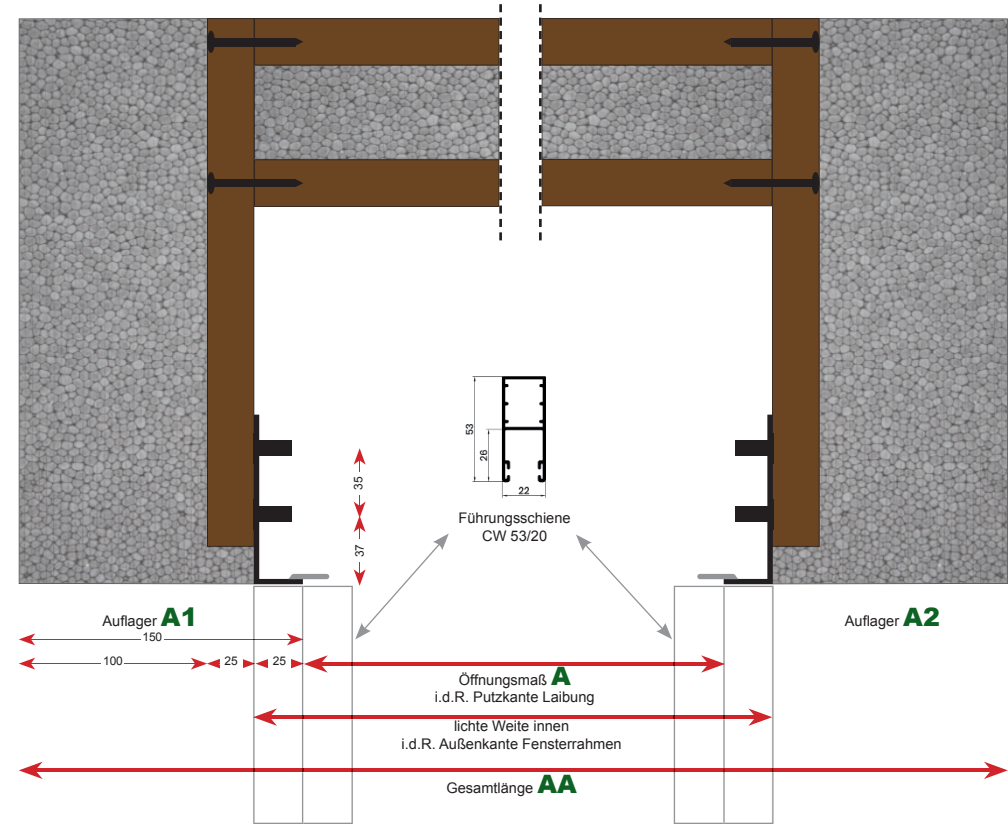 53
26
22
35
37
Führungsschiene
CW 53/20
Auflager A1
Auflager A2
150
100
25
25
Öffnungsmaß A
i.d.R. Putzkante Laibung
lichte Weite innen
i.d.R. Außenkante Fensterrahmen
Gesamtlänge AA